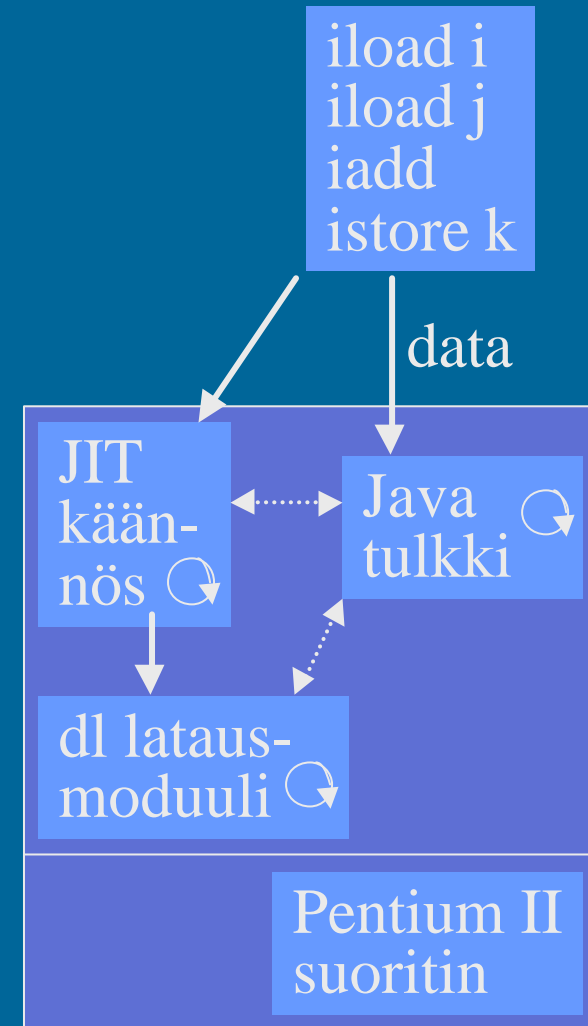 iload i
iload j
iadd
istore k
data
JIT
kään-
nös
Java
tulkki
dl lataus-
moduuli
Pentium II
suoritin